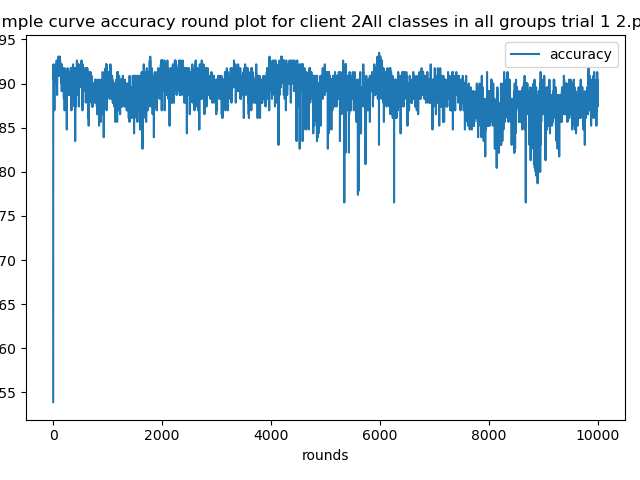 mple curve accuracy round plot for client 2All classes in all groups trial 1 2.p
accuracy
95
90
85
80
75
70
65
60
55
0 2000 4000 6000 8000 10000
rounds